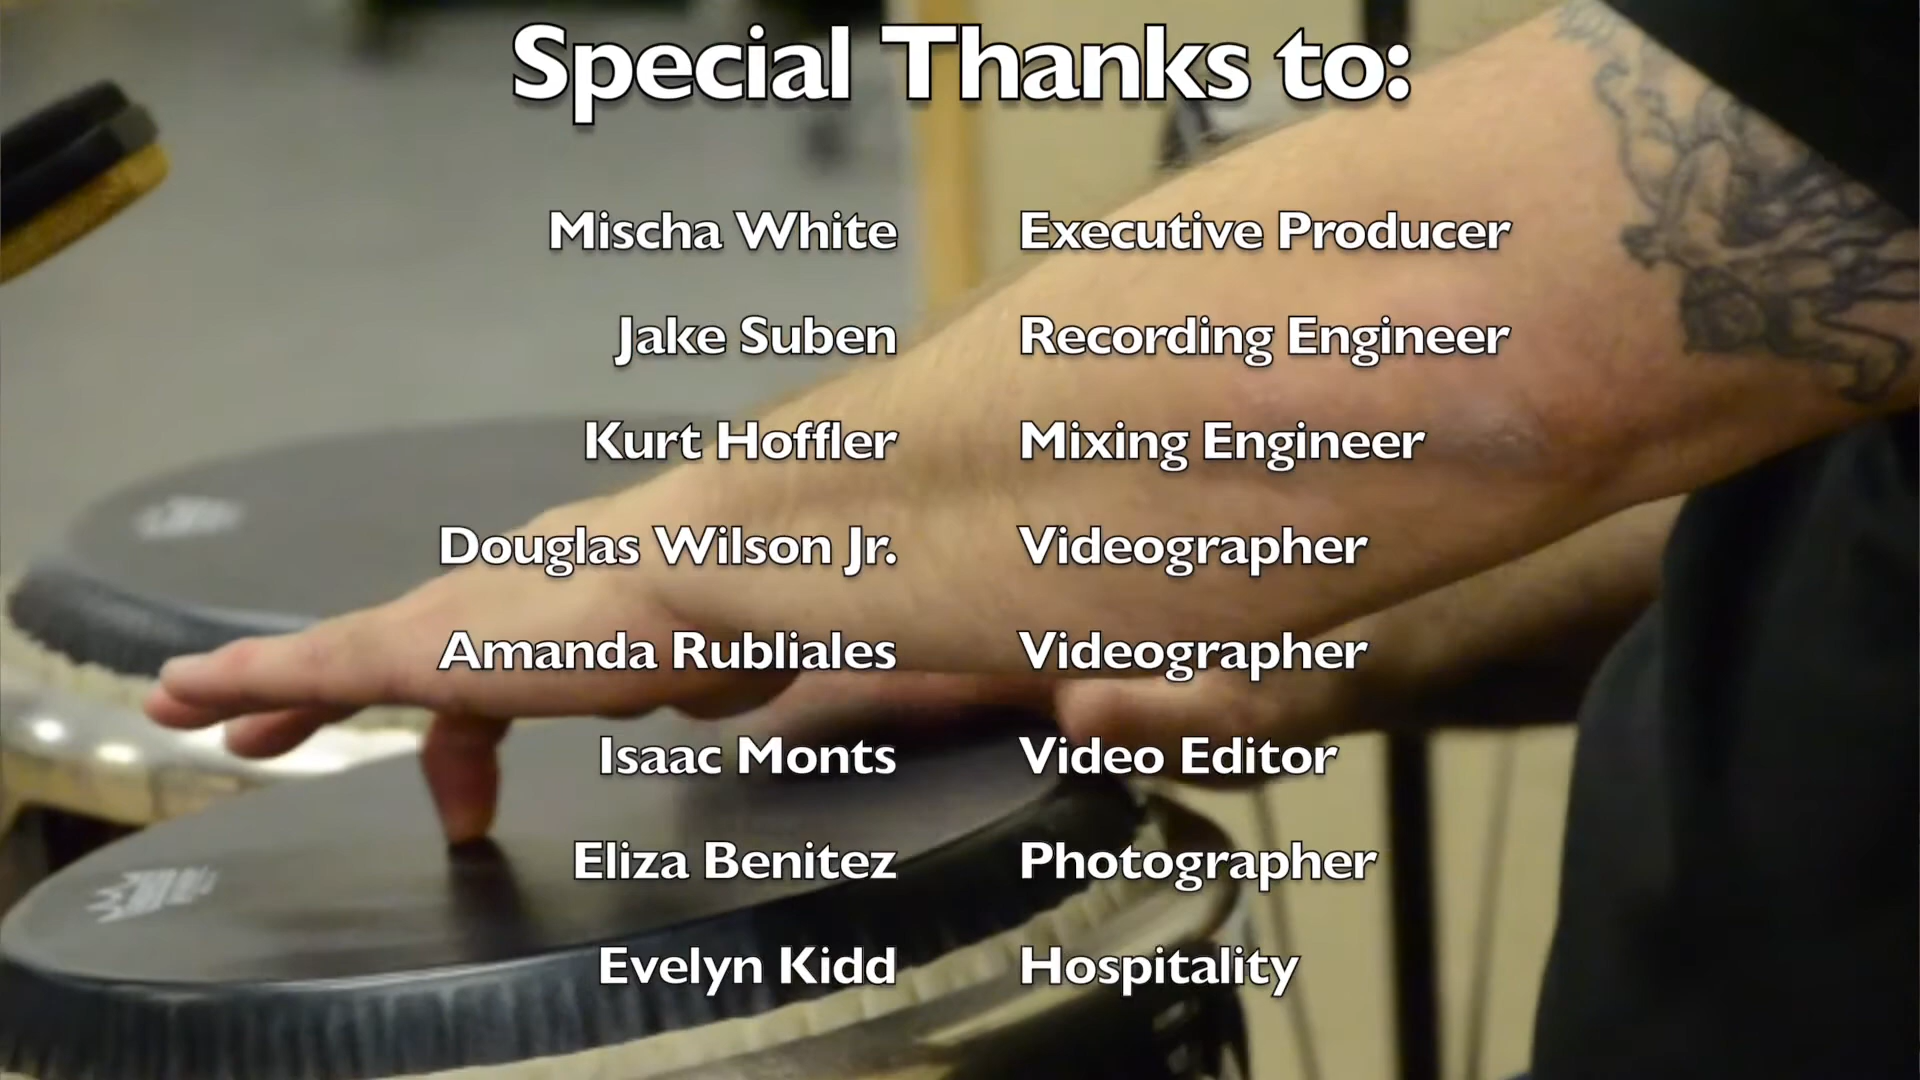 Special Thanks to:
Mischa White Executive Producer
Jake Suben Recording Engineer
Kurt Hoffler Mixing Engineer
Douglas Wilson Jr. Videographer
Amanda Rubliales Videographer
Isaac Monts Video Editor
Eliza Benitez Photographer
Evelyn Kidd Hospitality